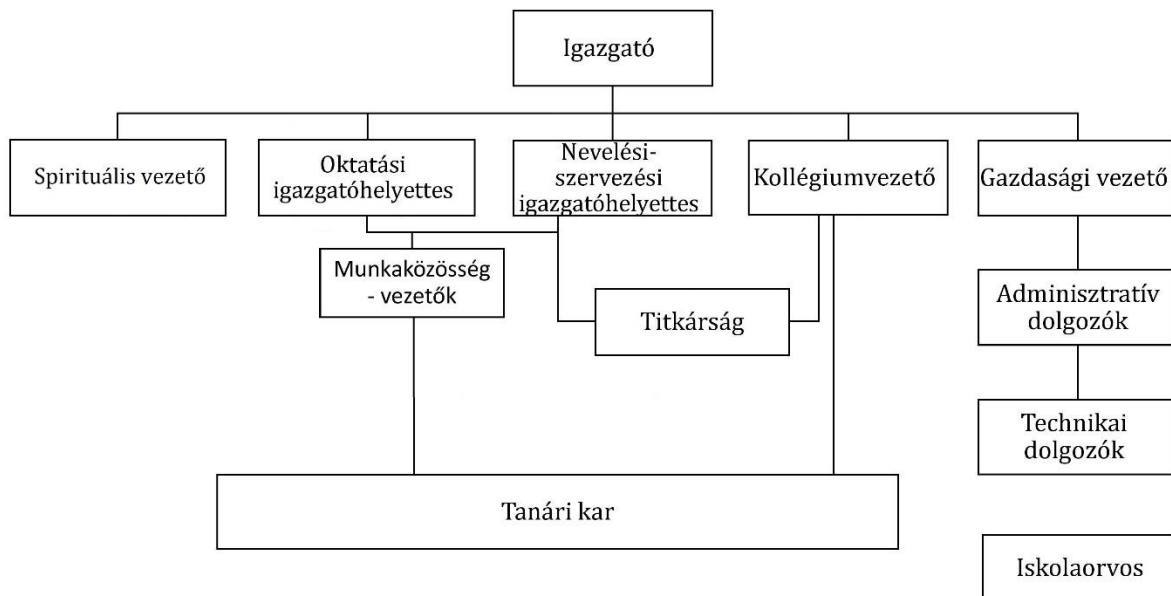 Igazgató
Spirituális vezető
Oktatási
igazgatóhelyettes
Nevelési-
szervezési
igazgatóhelyettes
Kollégiumvezető
Gazdasági vezető
Munkaközösség
- vezetők
Titkárság
Adminisztratív
dolgozók
Technikai
dolgozók
Tanári kar
Iskolaorvos